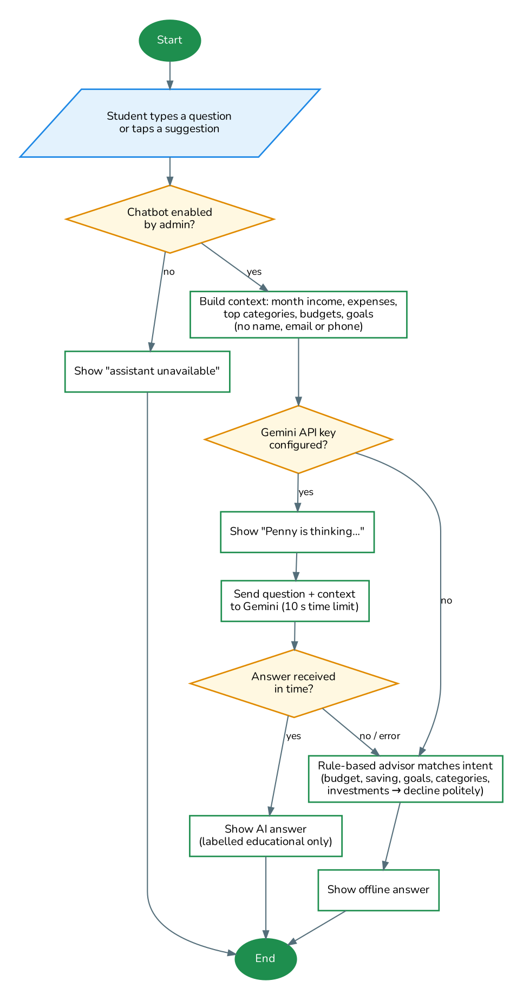 Start
Student types a question
or taps a suggestion
Chatbot enabled
by admin?
no
yes
Build context: month income, expenses,
top categories, budgets, goals
(no name, email or phone)
Show "assistant unavailable"
Gemini API key
configured?
yes
Show "Penny is thinking..."
Send question + context
to Gemini (10 s time limit)
no
Answer received
in time?
yes
no / error
Rule-based advisor matches intent
(budget, saving, goals, categories,
investments → decline politely)
Show AI answer
(labelled educational only)
Show offline answer
End